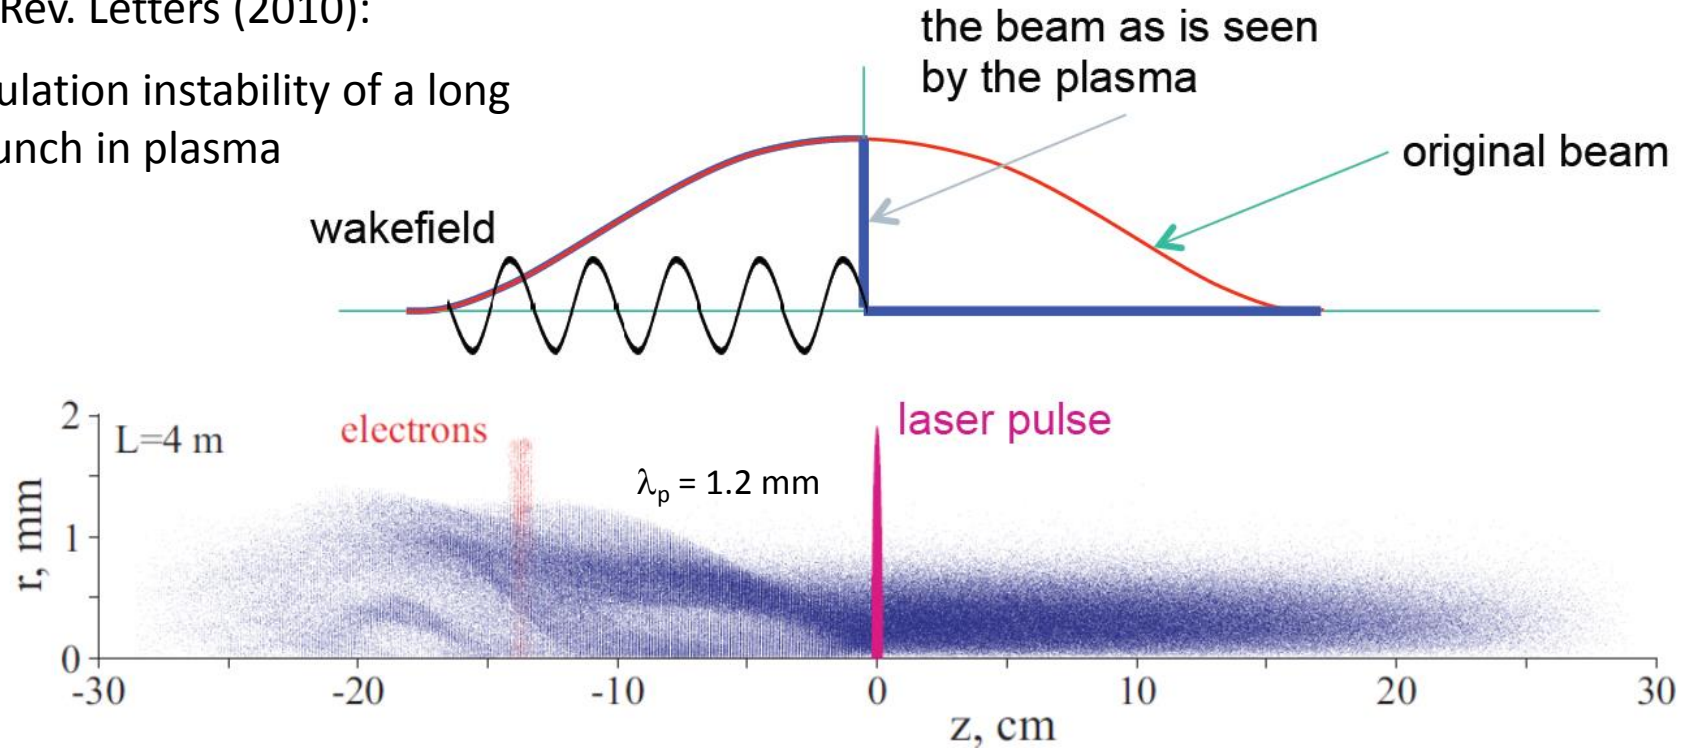 Rev. Letters (2010):
ulation instability of a long
unch in plasma
the beam as is seen
by the plasma
original beam
wakefield
2
L=4 m
electrons
laser pulse
λp = 1.2 mm
r, mm
1
0
-30 -20 -10 0 10 20 30
z, cm